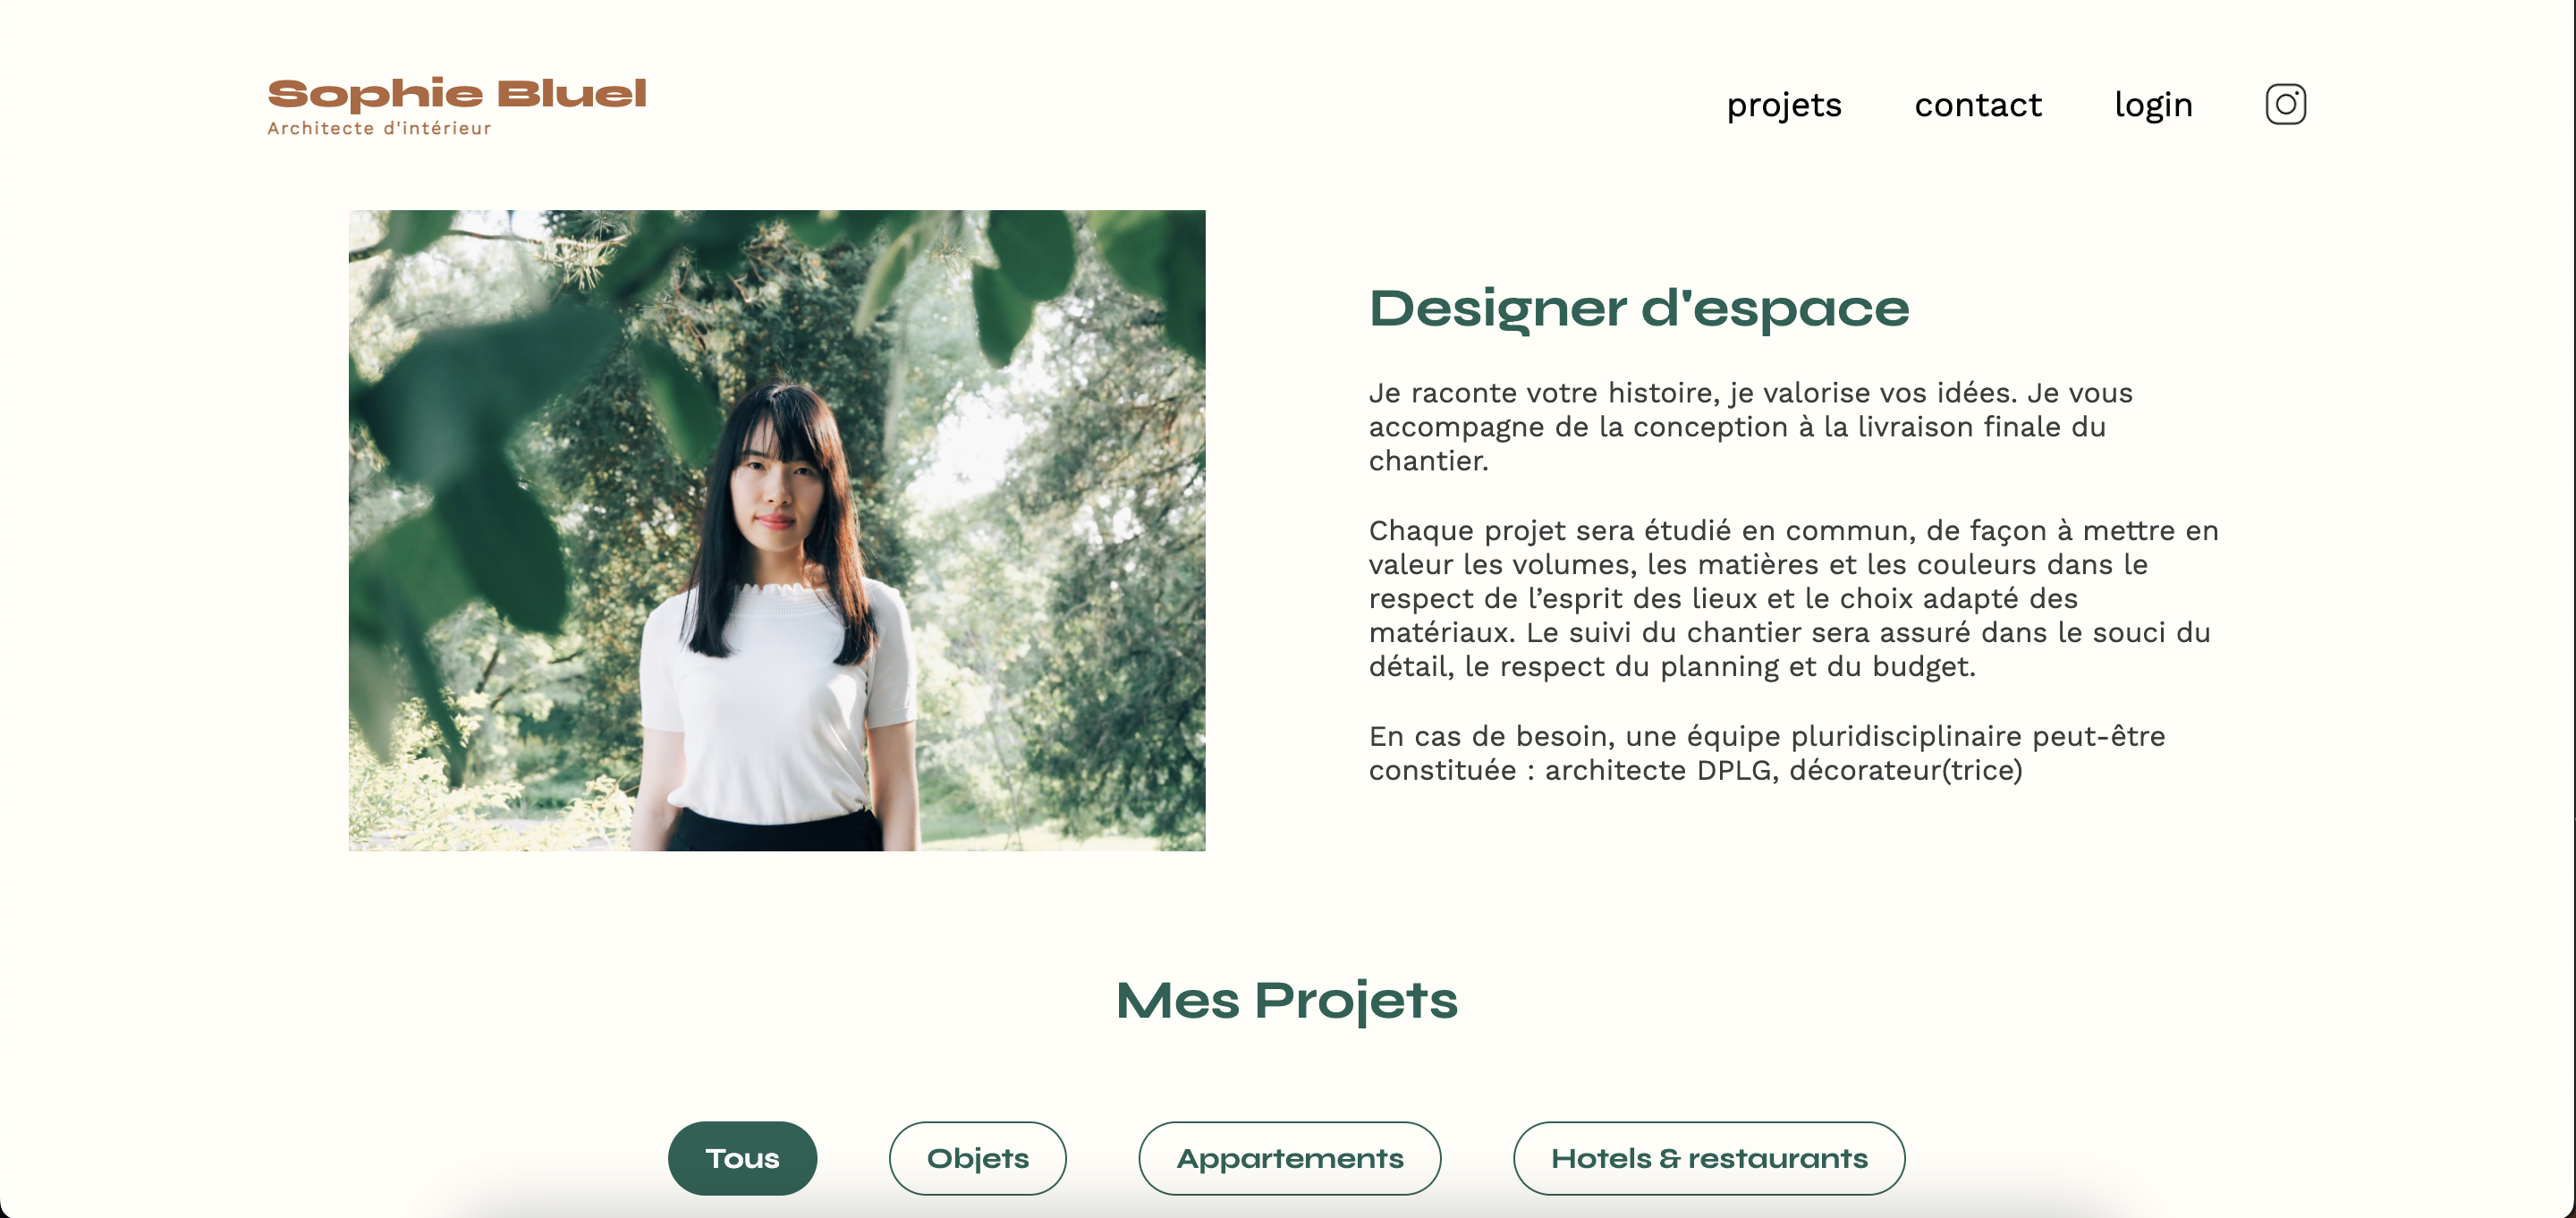 Sophie Bluel
Architecte d'intérieur
projets
contact
login
Designer d'espace
Je raconte votre histoire, je valorise vos idées. Je vous
accompagne de la conception à la livraison finale du
chantier.
Chaque projet sera étudié en commun, de façon à mettre en
valeur les volumes, les matières et les couleurs dans le
respect de l’esprit des lieux et le choix adapté des
matériaux. Le suivi du chantier sera assuré dans le souci du
détail, le respect du planning et du budget.
En cas de besoin, une équipe pluridisciplinaire peut-être
constituée : architecte DPLG, décorateur(trice)
Mes Projets
Tous
Objets
Appartements
Hotels & restaurants